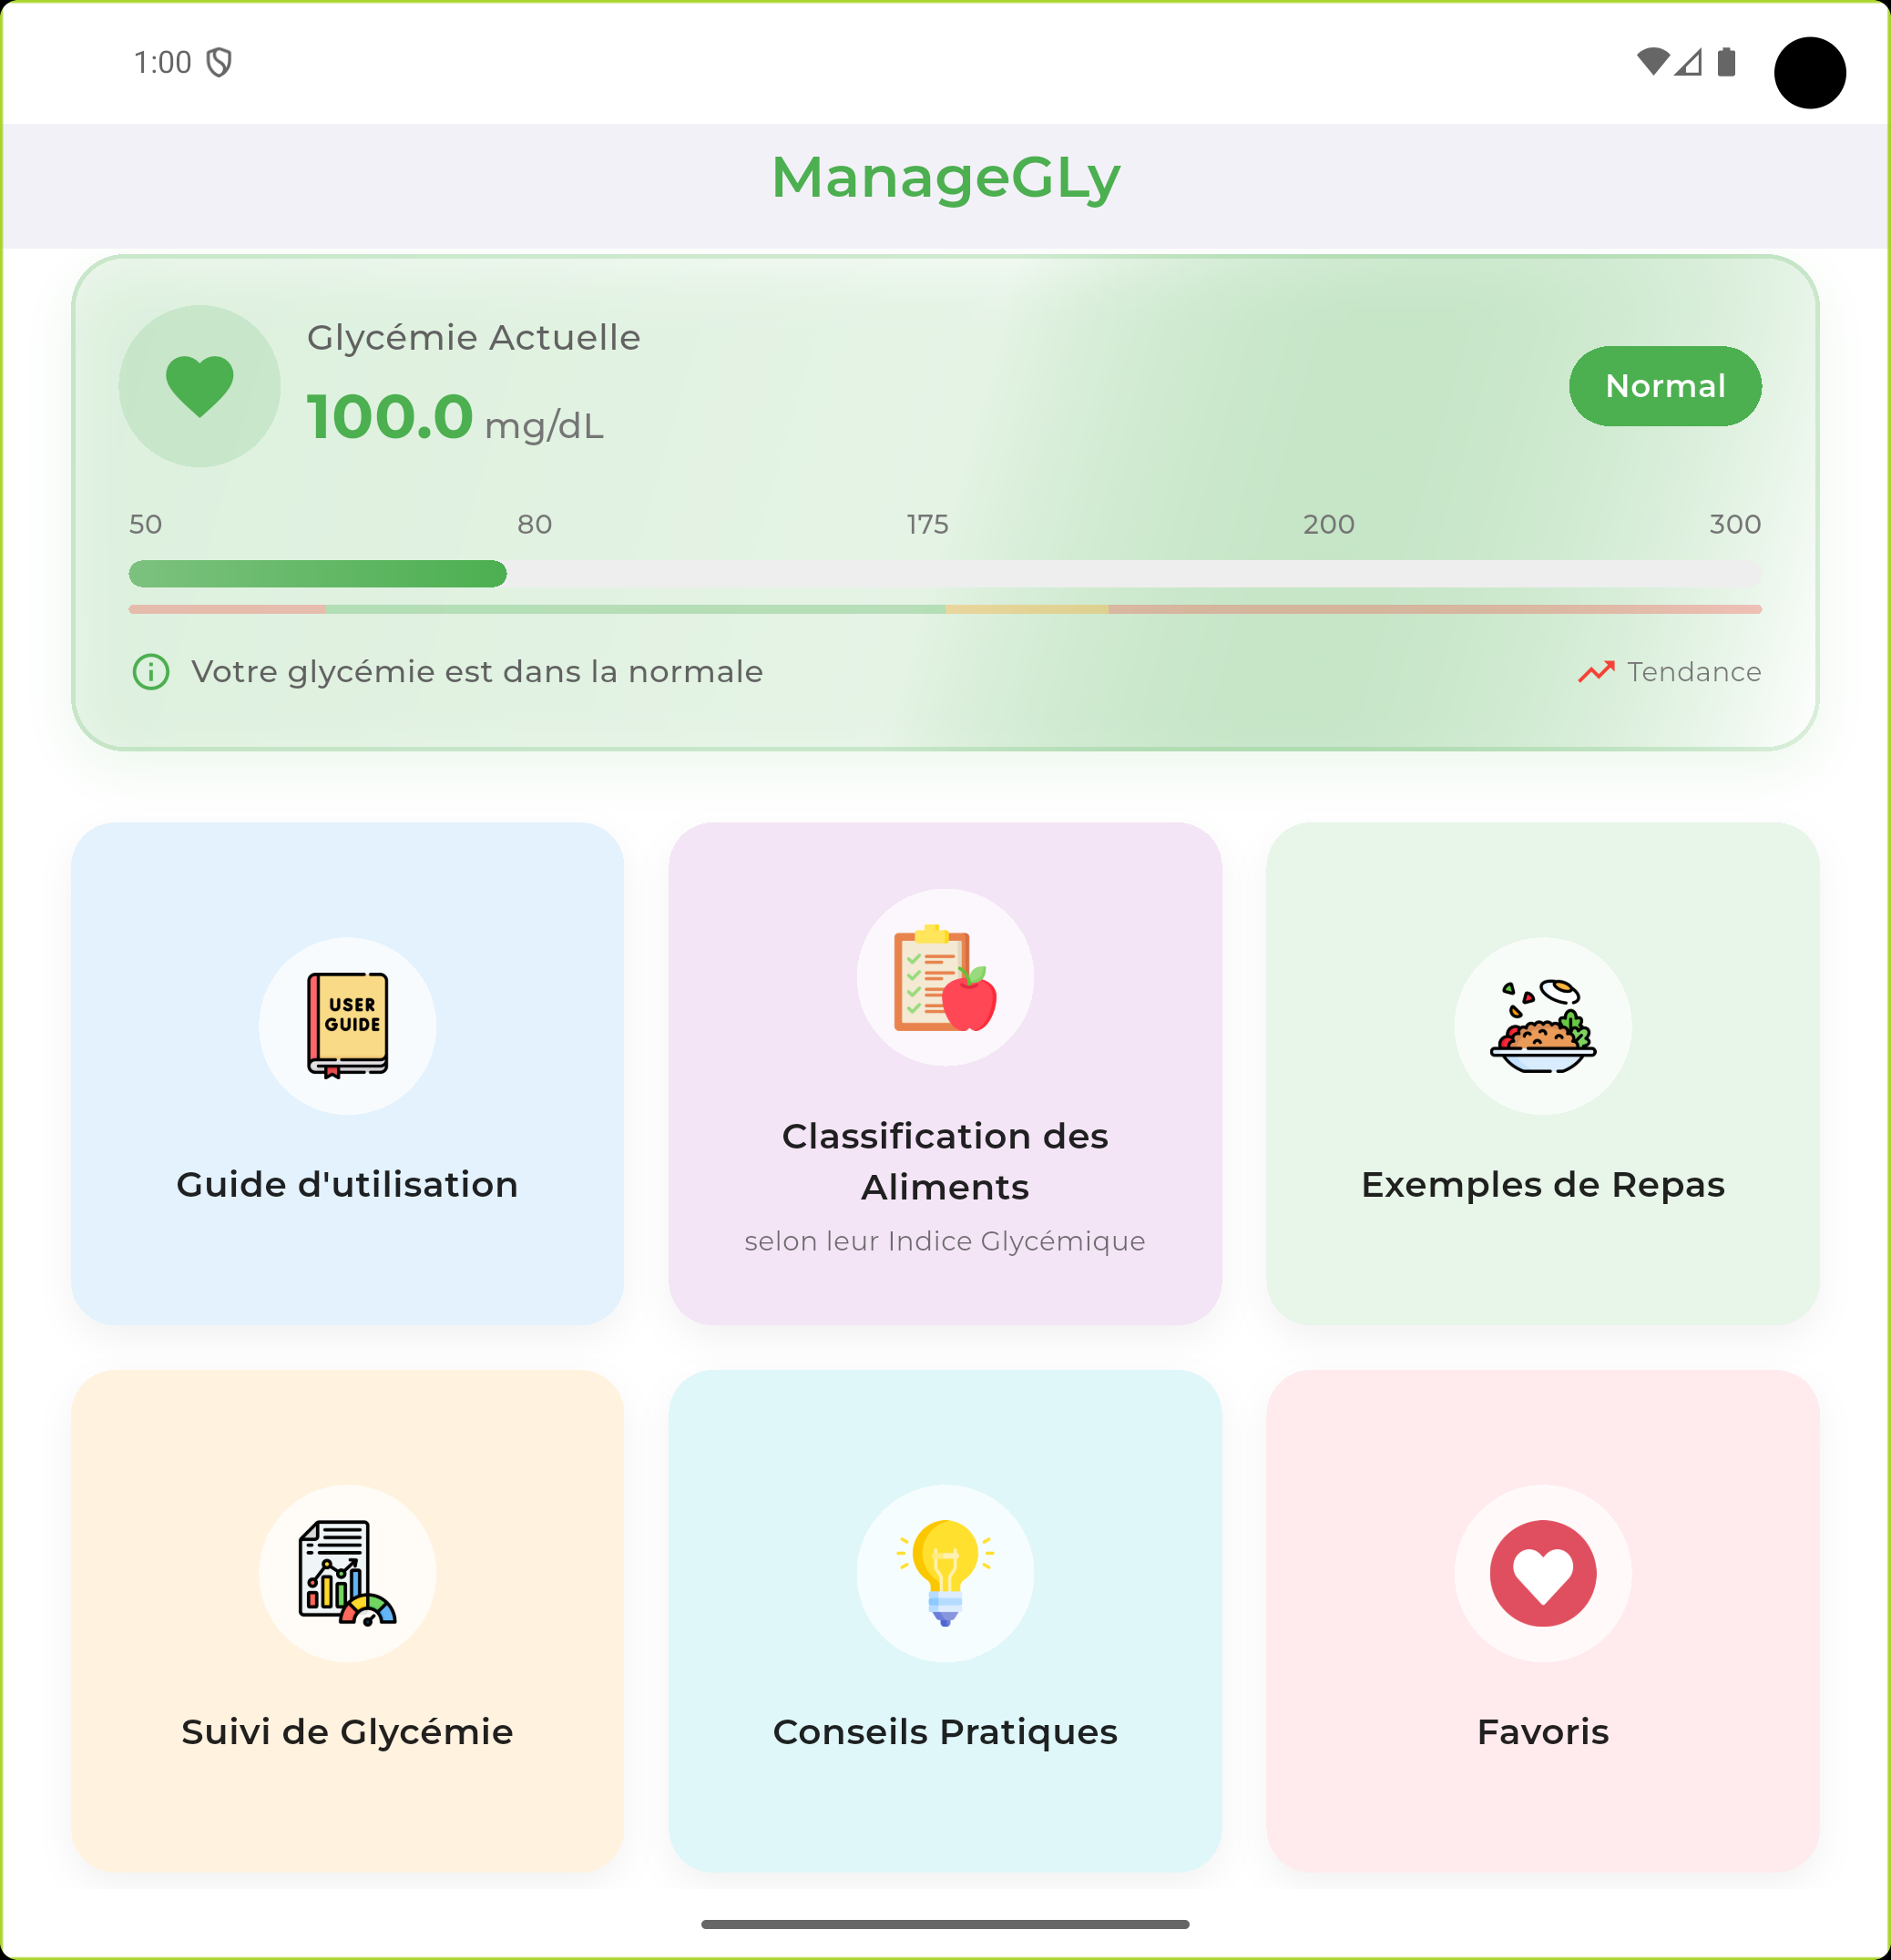 1:00
ManageGLy
Glycémie Actuelle
100.0 mg/dL
Normal
50 80 175 200 300
Votre glycémie est dans la normale
Tendance
USER
GUIDE
Guide d'utilisation
Classification des
Aliments
selon leur Indice Glycémique
Exemples de Repas
Suivi de Glycémie
Conseils Pratiques
Favoris